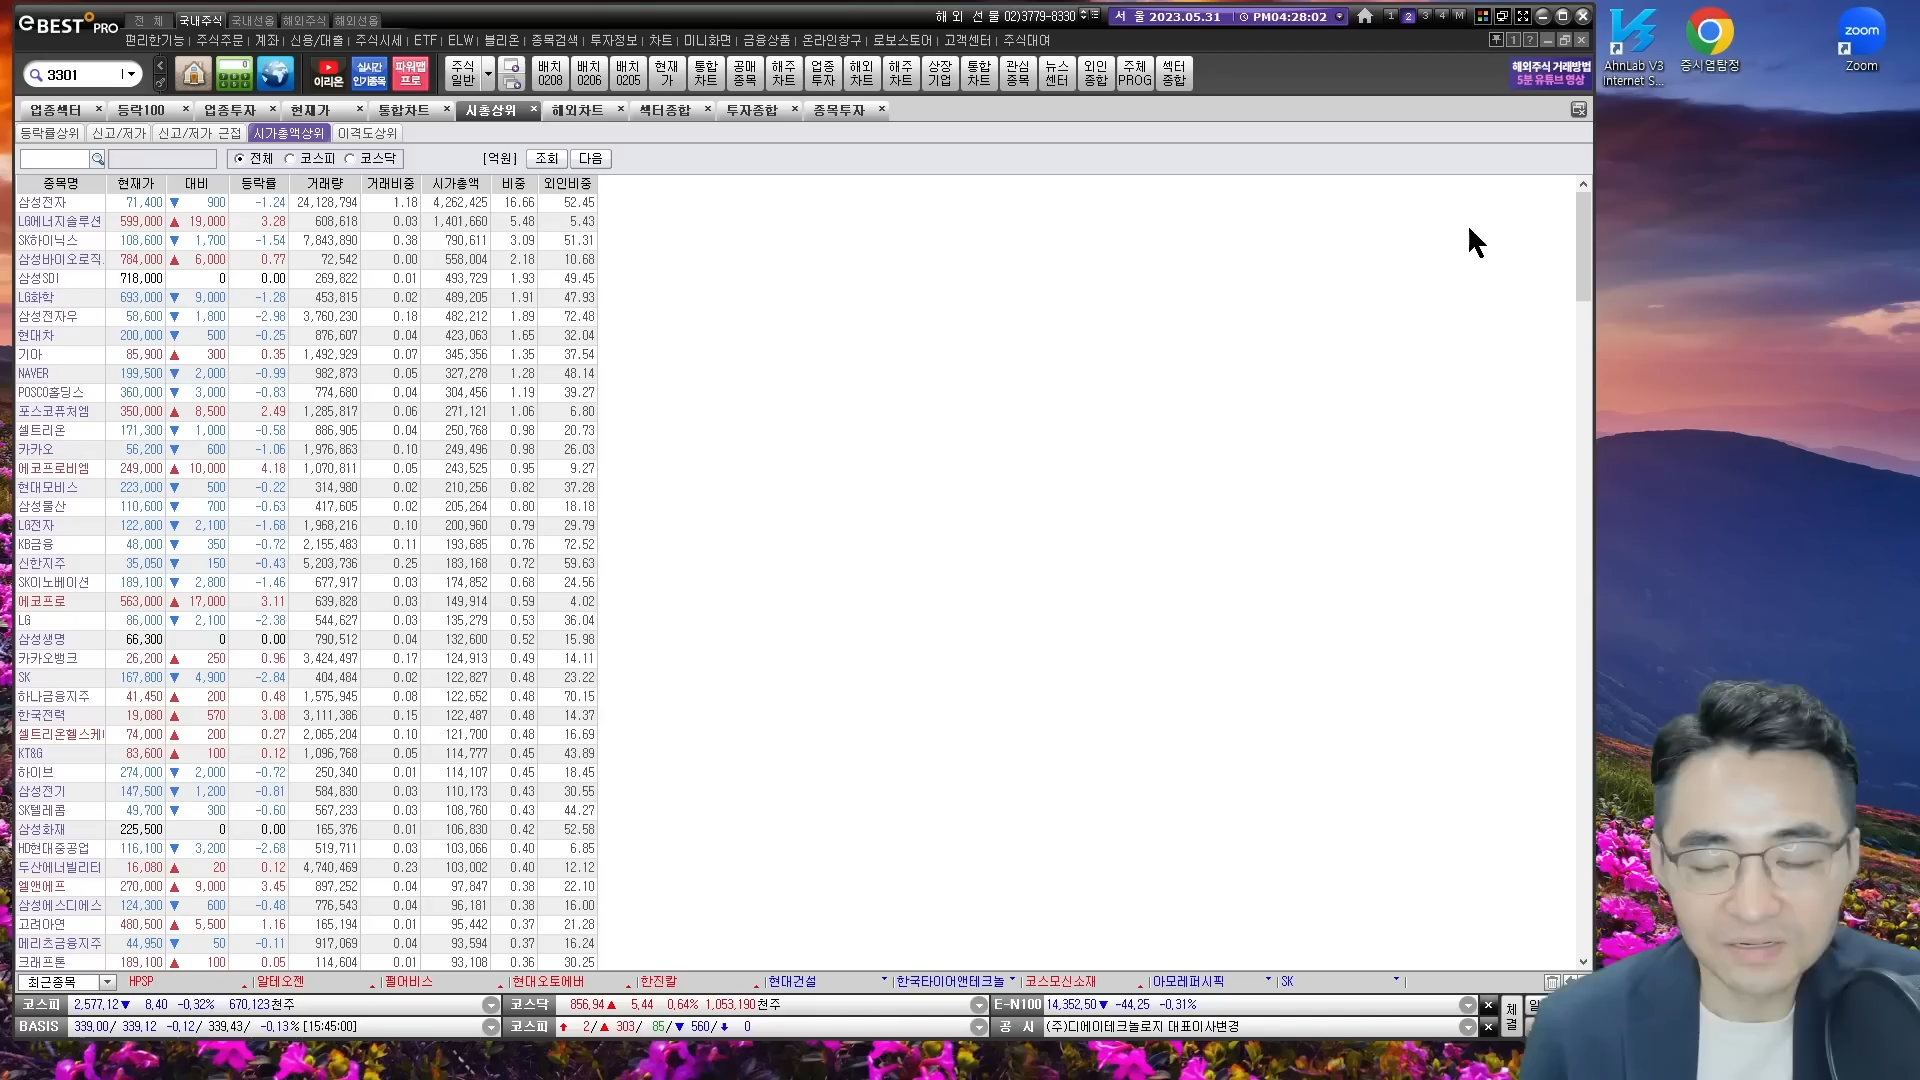 eBEST PRO 전 체 국내주식 국내선옵 해외주식 해외선옵 해 외 선 물 02)3779-8330 서 울 2023.05.31 PM04:28:02 1 2 3 4 M
편리한기능 | 주식주문 | 계좌 | 신용/대출 | 주식시세 | ETF | ELW | 불리온 | 종목검색 | 투자정보 | 차트 | 미니화면 | 금융상품 | 온라인창구 | 로보스토어 | 고객센터 | 주식대여 1 ?
3301 이리온 실시간 인기종목 파워맵 프로 주식 일반 배치 0208 배치 0206 배치 0205 현재 가 통합 차트 공매 종목 해주 차트 업종 투자 해외 차트 해주 차트 상장 기업 통합 차트 관심 종목 뉴스 센터 외인 종합 주체 PROG 섹터 종합 해외주식 거래방법 5분 유튜브 영상
업종섹터 등락100 업종투자 현재가 통합차트 시총상위 해외차트 섹터종합 투자종합 종목투자
등락률상위 신고/저가 신고/저가 근접 시가총액상위 이격도상위
전체 코스피 코스닥 [억원] 조회 다음
종목명 현재가 대비 등락률 거래량 거래비중 시가총액 비중 외인비중
삼성전자 71,400 ▼ 900 -1.24 24,128,794 1.18 4,262,425 16.66 52.45
LG에너지솔루션 599,000 ▲ 19,000 3.28 608,618 0.03 1,401,660 5.48 5.43
SK하이닉스 108,600 ▼ 1,700 -1.54 7,843,890 0.38 790,611 3.09 51.31
삼성바이오로직. 784,000 ▲ 6,000 0.77 72,542 0.00 558,004 2.18 10.68
삼성SDI 718,000 0 0.00 269,822 0.01 493,729 1.93 49.45
LG화학 693,000 ▼ 9,000 -1.28 453,815 0.02 489,205 1.91 47.93
삼성전자우 58,600 ▼ 1,800 -2.98 3,760,230 0.18 482,212 1.89 72.48
현대차 200,000 ▼ 500 -0.25 876,607 0.04 423,063 1.65 32.04
기아 85,900 ▲ 300 0.35 1,492,929 0.07 345,356 1.35 37.54
NAVER 199,500 ▼ 2,000 -0.99 982,873 0.05 327,278 1.28 48.14
POSCO홀딩스 360,000 ▼ 3,000 -0.83 774,680 0.04 304,456 1.19 39.27
포스코퓨처엠 350,000 ▲ 8,500 2.49 1,285,817 0.06 271,121 1.06 6.80
셀트리온 171,300 ▼ 1,000 -0.58 886,905 0.04 250,768 0.98 20.73
카카오 56,200 ▼ 600 -1.06 1,976,863 0.10 249,496 0.98 26.03
에코프로비엠 249,000 ▲ 10,000 4.18 1,070,811 0.05 243,525 0.95 9.27
현대모비스 223,000 ▼ 500 -0.22 314,980 0.02 210,256 0.82 37.28
삼성물산 110,600 ▼ 700 -0.63 417,605 0.02 205,264 0.80 18.18
LG전자 122,800 ▼ 2,100 -1.68 1,968,216 0.10 200,960 0.79 29.79
KB금융 48,000 ▼ 350 -0.72 2,155,483 0.11 193,685 0.76 72.52
신한지주 35,050 ▼ 150 -0.43 5,203,736 0.25 183,168 0.72 59.63
SK이노베이션 189,100 ▼ 2,800 -1.46 677,917 0.03 174,852 0.68 24.56
에코프로 563,000 ▲ 17,000 3.11 639,828 0.03 149,914 0.59 4.02
LG 86,000 ▼ 2,100 -2.38 544,627 0.03 135,279 0.53 36.04
삼성생명 66,300 0 0.00 790,512 0.04 132,600 0.52 15.98
카카오뱅크 26,200 ▲ 250 0.96 3,424,497 0.17 124,913 0.49 14.11
SK 167,800 ▼ 4,900 -2.84 404,484 0.02 122,827 0.48 23.22
하나금융지주 41,450 ▲ 200 0.48 1,575,945 0.08 122,652 0.48 70.15
한국전력 19,080 ▲ 570 3.08 3,111,386 0.15 122,487 0.48 14.37
셀트리온헬스케 74,000 ▲ 200 0.27 2,065,204 0.10 121,700 0.48 16.69
KT&G 83,600 ▲ 100 0.12 1,096,768 0.05 114,777 0.45 43.89
하이브 274,000 ▼ 2,000 -0.72 250,340 0.01 114,107 0.45 18.45
삼성전기 147,500 ▼ 1,200 -0.81 584,830 0.03 110,173 0.43 30.55
SK텔레콤 49,700 ▼ 300 -0.60 567,233 0.03 108,760 0.43 44.27
삼성화재 225,500 0 0.00 165,376 0.01 106,830 0.42 52.58
HD현대중공업 116,100 ▼ 3,200 -2.68 519,711 0.03 103,066 0.40 6.85
두산에너빌리티 16,080 ▲ 20 0.12 4,740,469 0.23 103,002 0.40 12.12
엘앤에프 270,000 ▲ 9,000 3.45 897,252 0.04 97,847 0.38 22.10
삼성에스디에스 124,300 ▼ 600 -0.48 776,543 0.04 96,181 0.38 16.00
고려아연 480,500 ▲ 5,500 1.16 165,194 0.01 95,442 0.37 21.28
메리츠금융지주 44,950 ▼ 50 -0.11 917,069 0.04 93,594 0.37 16.24
크래프톤 189,100 ▲ 100 0.05 114,604 0.01 93,108 0.36 30.25
최근종목 HPSP 알테오젠 펄어비스 현대오토에버 한진칼 현대건설 한국타이어앤테크놀 코스모신소재 아모레퍼시픽 SK
코스피 2,577,12▼ 8,40 -0,32% 670,123천주 코스닥 856,94▲ 5,44 0,64% 1,053,190천주 E-N100 14,352,50▼ -44,25 -0,31% 체결
BASIS 339,00/ 339,12 -0,12/ 339,43/ -0,13% [15:45:00] 코스피 ↑ 2/▲ 303/ 85/▼ 560/↓ 0 공 시 (주)디에이테크놀로지 대표이사변경
AhnLab V3 Internet S...
증시열탐정
zoom
Zoom